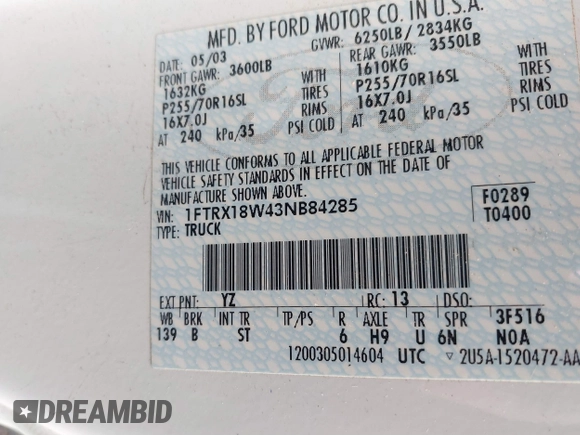 MFD. BY FORD MOTOR CO. IN U.S.A.
DATE: 05/03 GVWR: 6250LB/ 2834KG
FRONT GAWR: 3600LB REAR GAWR: 3550LB
1632KG WITH 1610KG WITH
P255/70R16SL TIRES P255/70R16SL TIRES
16X7.0J RIMS 16X7.0J RIMS
AT 240 kPa/35 PSI COLD AT 240 kPa/35 PSI COLD
Ford
THIS VEHICLE CONFORMS TO ALL APPLICABLE FEDERAL MOTOR
VEHICLE SAFETY STANDARDS IN EFFECT ON THE DATE OF
MANUFACTURE SHOWN ABOVE.
VIN: 1FTRX18W43NB84285 F0289
TYPE: TRUCK T0400
EXT PNT: YZ RC: 13 DSO:
WB BRK INT TR TP/PS R AXLE TR SPR 3F516
139 B ST 6 H9 U 6N NOA
1200305014604 UTC ▽ 2U5A-1520472-AA
DREAMBID